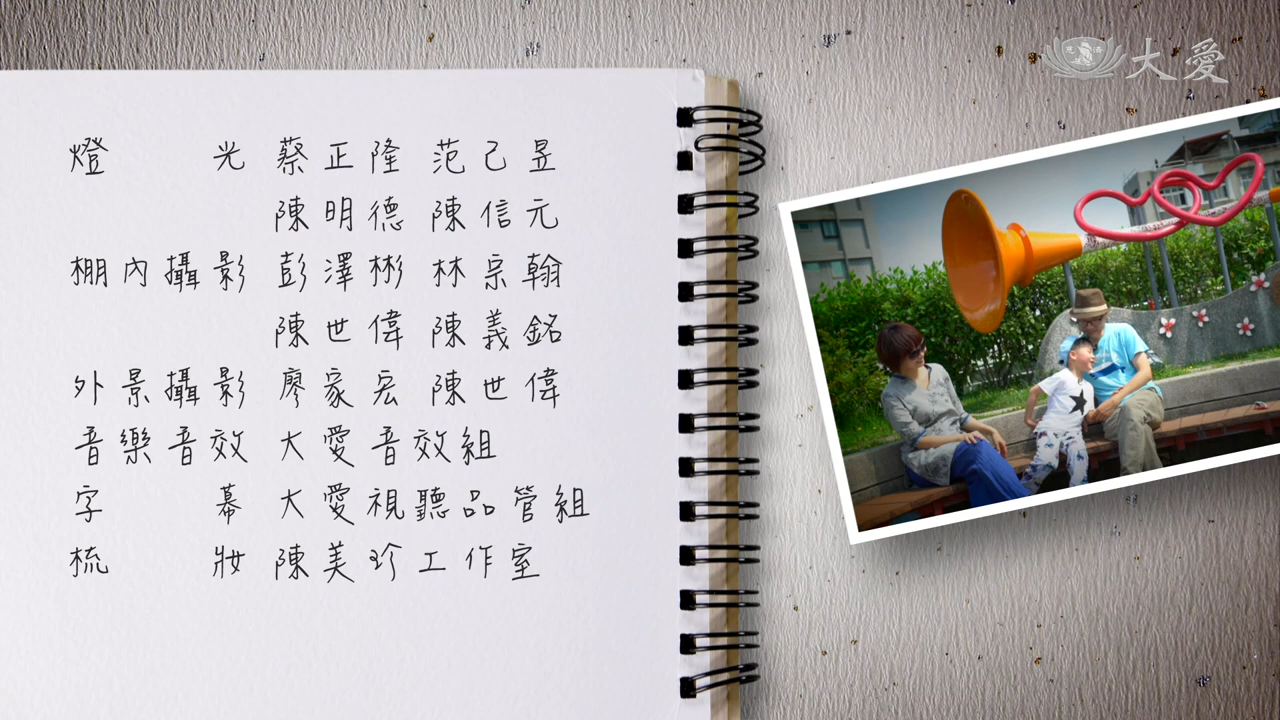 大愛
燈光 蔡正隆 范己昱
陳明德 陳信元
棚內攝影 彭澤彬 林宗翰
陳世偉 陳義銘
外景攝影 廖家宏 陳世偉
音樂音效 大愛音效組
字幕 大愛視聽品管組
梳妝 陳美珍工作室